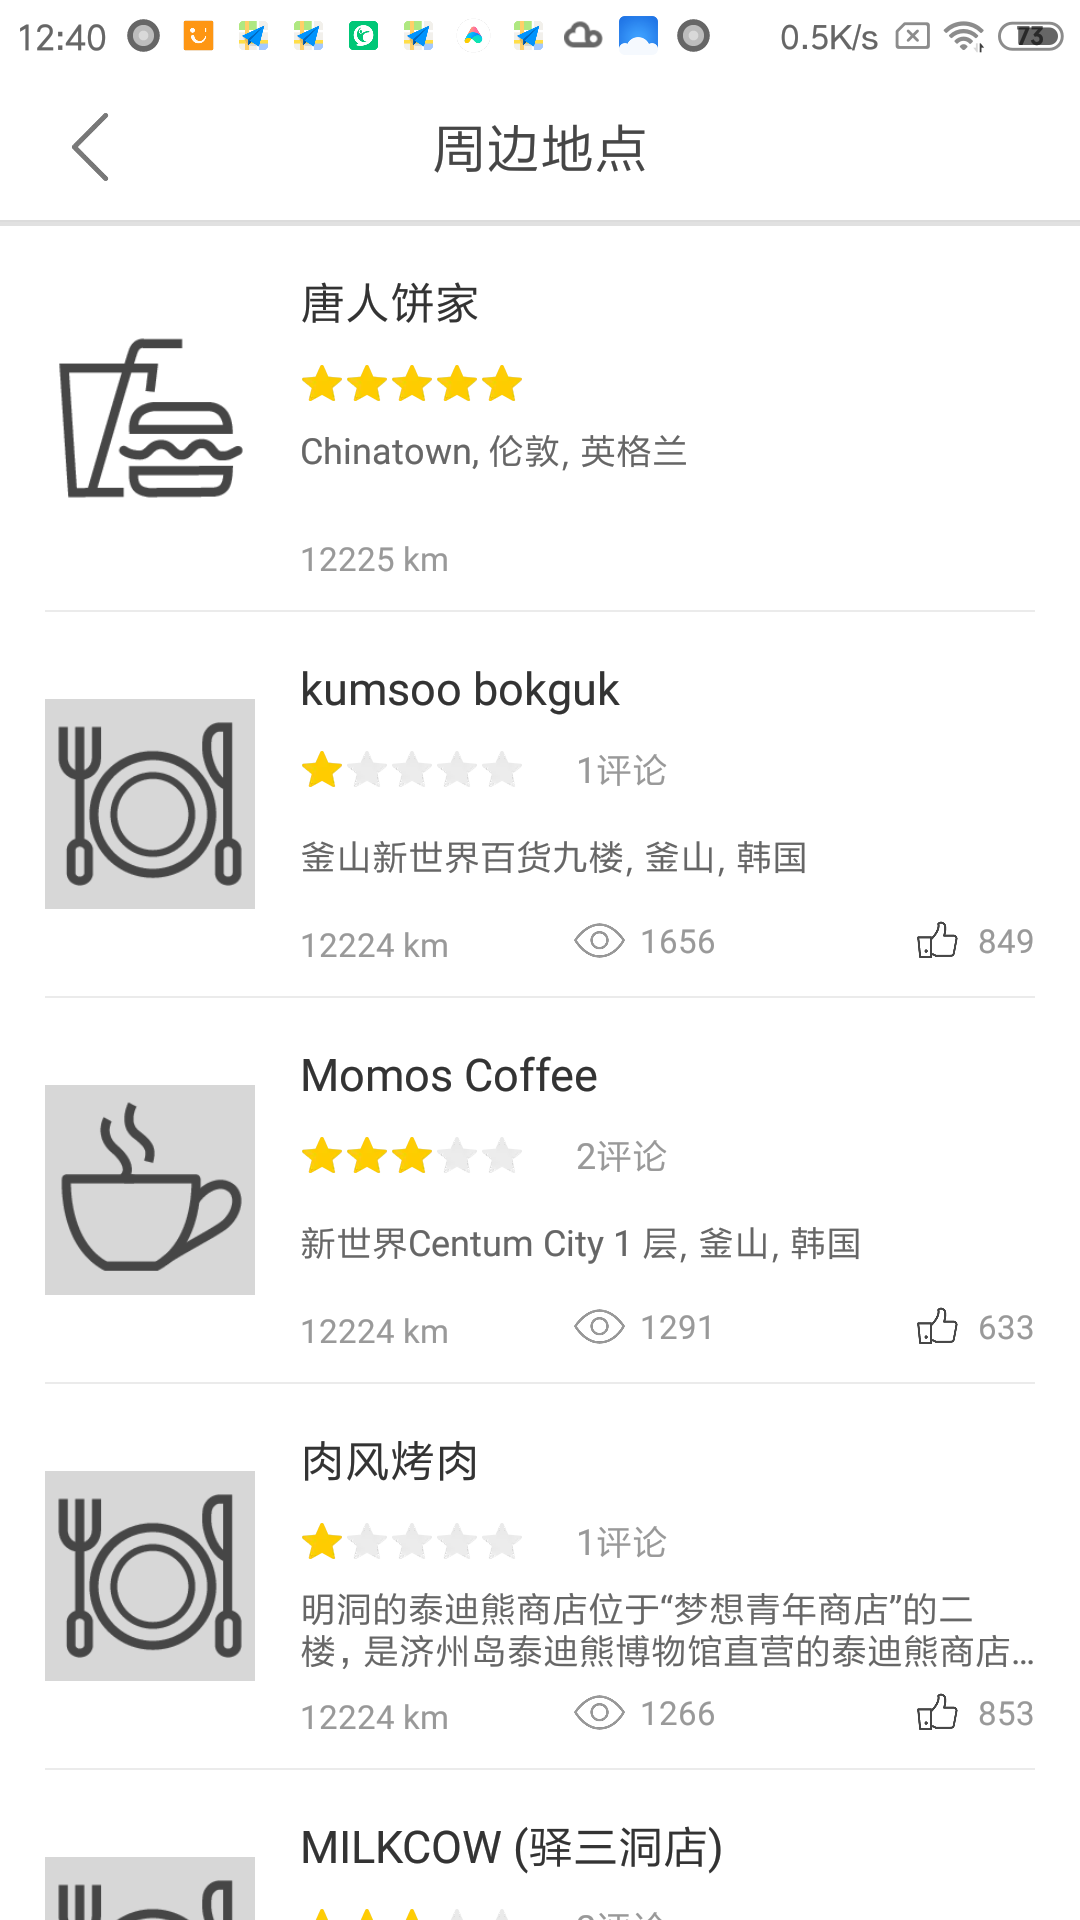 12:40 0.5K/s 73
周边地点
唐人饼家
Chinatown, 伦敦, 英格兰
12225 km
kumsoo bokguk
1评论
釜山新世界百货九楼, 釜山, 韩国
12224 km 1656 849
Momos Coffee
2评论
新世界Centum City 1 层, 釜山, 韩国
12224 km 1291 633
肉风烤肉
1评论
明洞的泰迪熊商店位于“梦想青年商店”的二
楼，是济州岛泰迪熊博物馆直营的泰迪熊商店...
12224 km 1266 853
MILKCOW (驿三洞店)